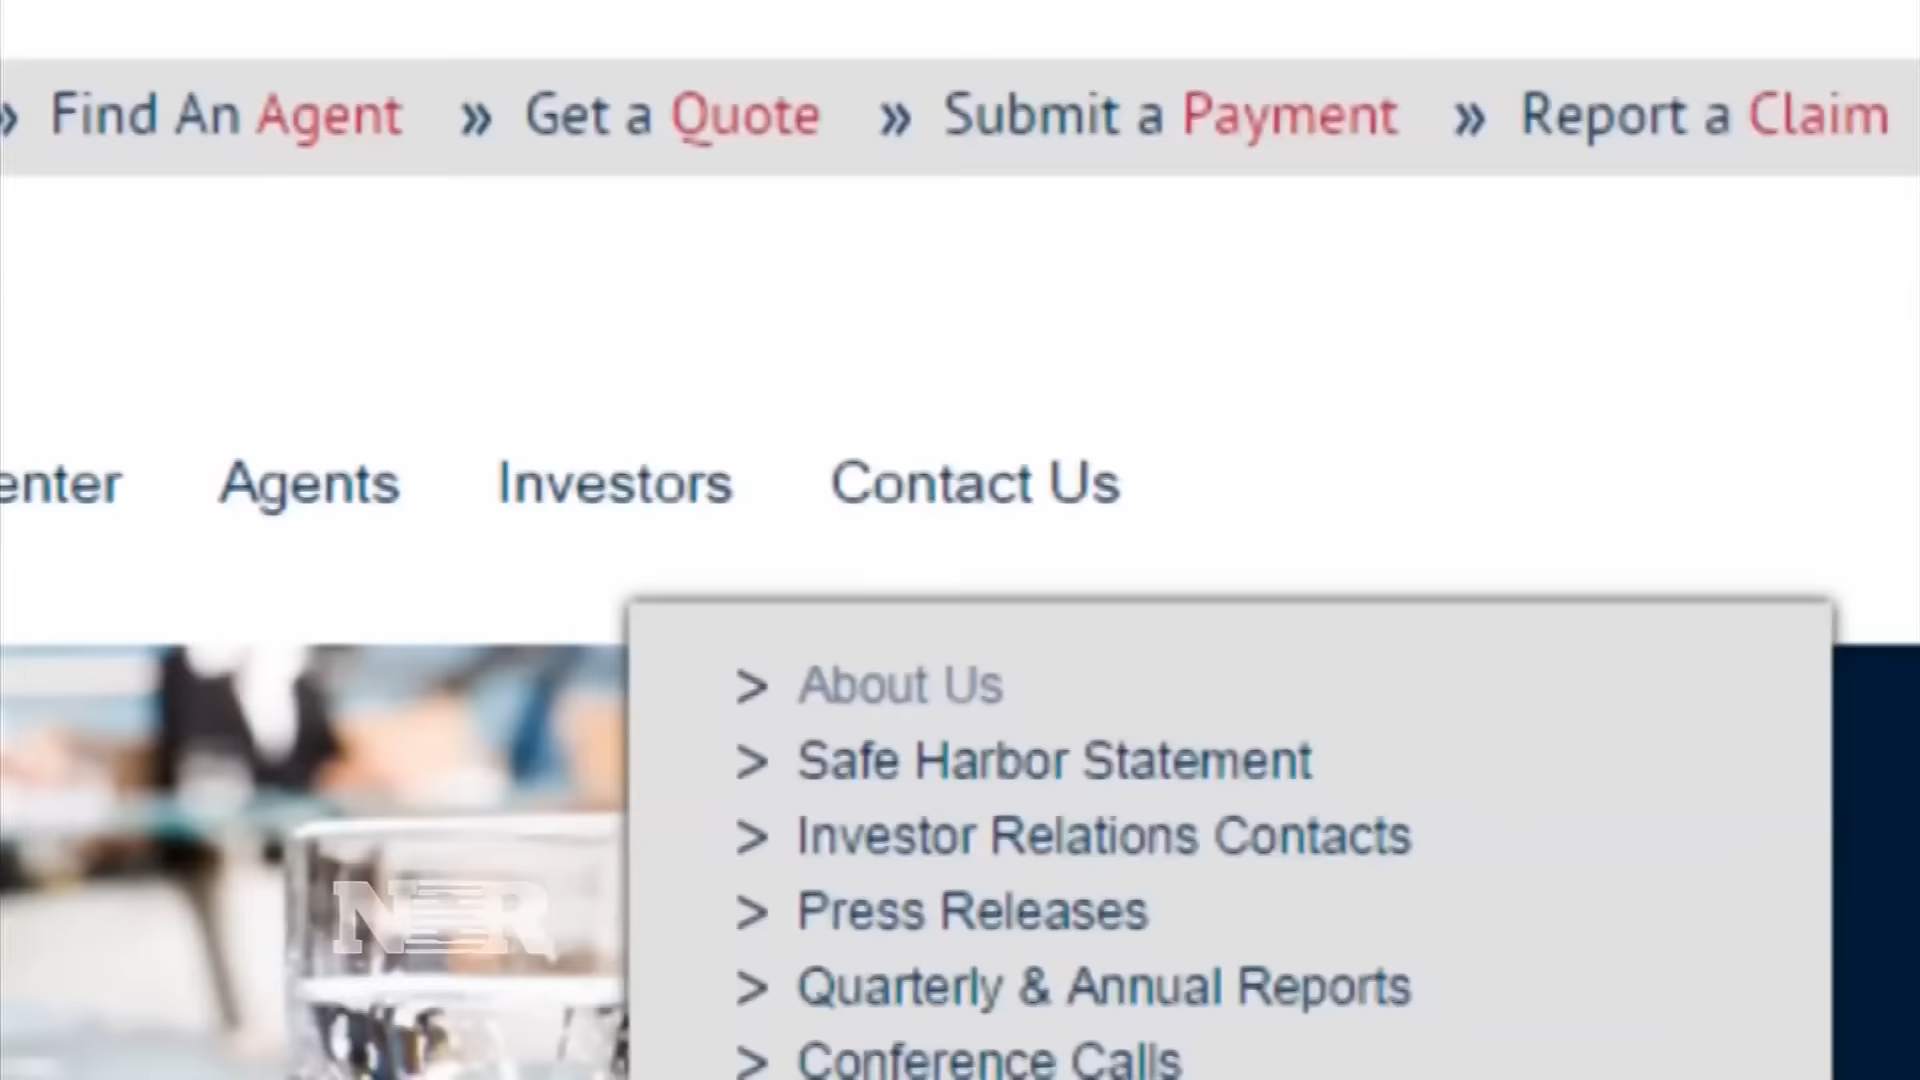 » Find An Agent » Get a Quote » Submit a Payment » Report a Claim
enter Agents Investors Contact Us
> About Us
> Safe Harbor Statement
> Investor Relations Contacts
> Press Releases
> Quarterly & Annual Reports
> Conference Calls